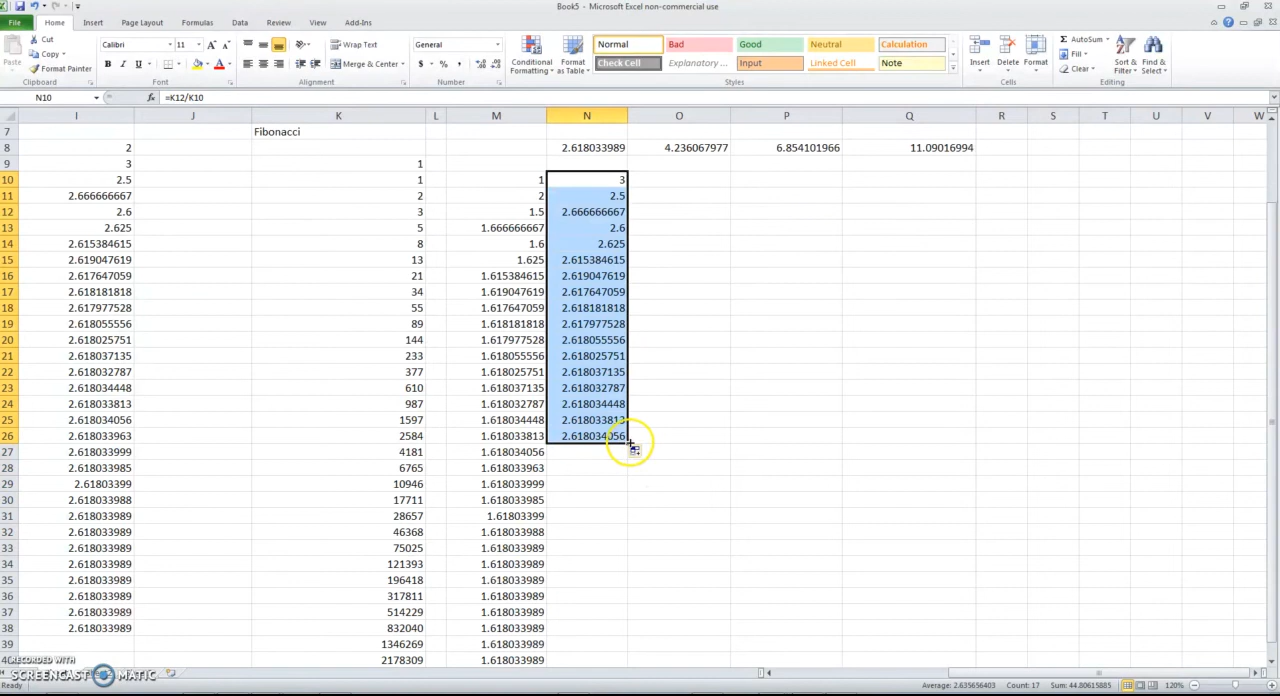 Book5 - Microsoft Excel non-commercial use
File Home Insert Page Layout Formulas Data Review View Add-Ins
Cut Calibri 11 Wrap Text General Normal Bad Good Neutral Calculation AutoSum
Copy Fill
Paste Format Painter Merge & Center Conditional Formatting Format as Table Check Cell Explanatory ... Input Linked Cell Note Insert Delete Format Clear Sort & Filter Find & Select
Clipboard Font Alignment Number Styles Cells Editing
N10 fx =K12/K10
I J K L M N O P Q R S T U V W
7 Fibonacci
8 2 2.618033989 4.236067977 6.854101966 11.09016994
9 3 1
10 2.5 1 1 3
11 2.666666667 2 2 2.5
12 2.6 3 1.5 2.666666667
13 2.625 5 1.666666667 2.6
14 2.615384615 8 1.6 2.625
15 2.619047619 13 1.625 2.615384615
16 2.617647059 21 1.615384615 2.619047619
17 2.618181818 34 1.619047619 2.617647059
18 2.617977528 55 1.617647059 2.618181818
19 2.618055556 89 1.618181818 2.617977528
20 2.618025751 144 1.617977528 2.618055556
21 2.618037135 233 1.618055556 2.618025751
22 2.618032787 377 1.618025751 2.618037135
23 2.618034448 610 1.618037135 2.618032787
24 2.618033813 987 1.618032787 2.618034448
25 2.618034056 1597 1.618034448 2.618033813
26 2.618033963 2584 1.618033813 2.618034056
27 2.618033999 4181 1.618034056
28 2.618033985 6765 1.618033963
29 2.61803399 10946 1.618033999
30 2.618033988 17711 1.618033985
31 2.618033989 28657 1.61803399
32 2.618033989 46368 1.618033988
33 2.618033989 75025 1.618033989
34 2.618033989 121393 1.618033989
35 2.618033989 196418 1.618033989
36 2.618033989 317811 1.618033989
37 2.618033989 514229 1.618033989
38 2.618033989 832040 1.618033989
39 1346269 1.618033989
40 2178309 1.618033989
RECORDED WITH
SCREENCAST MATIC
Ready Average: 2.635656403 Count: 17 Sum: 44.80615885 120%